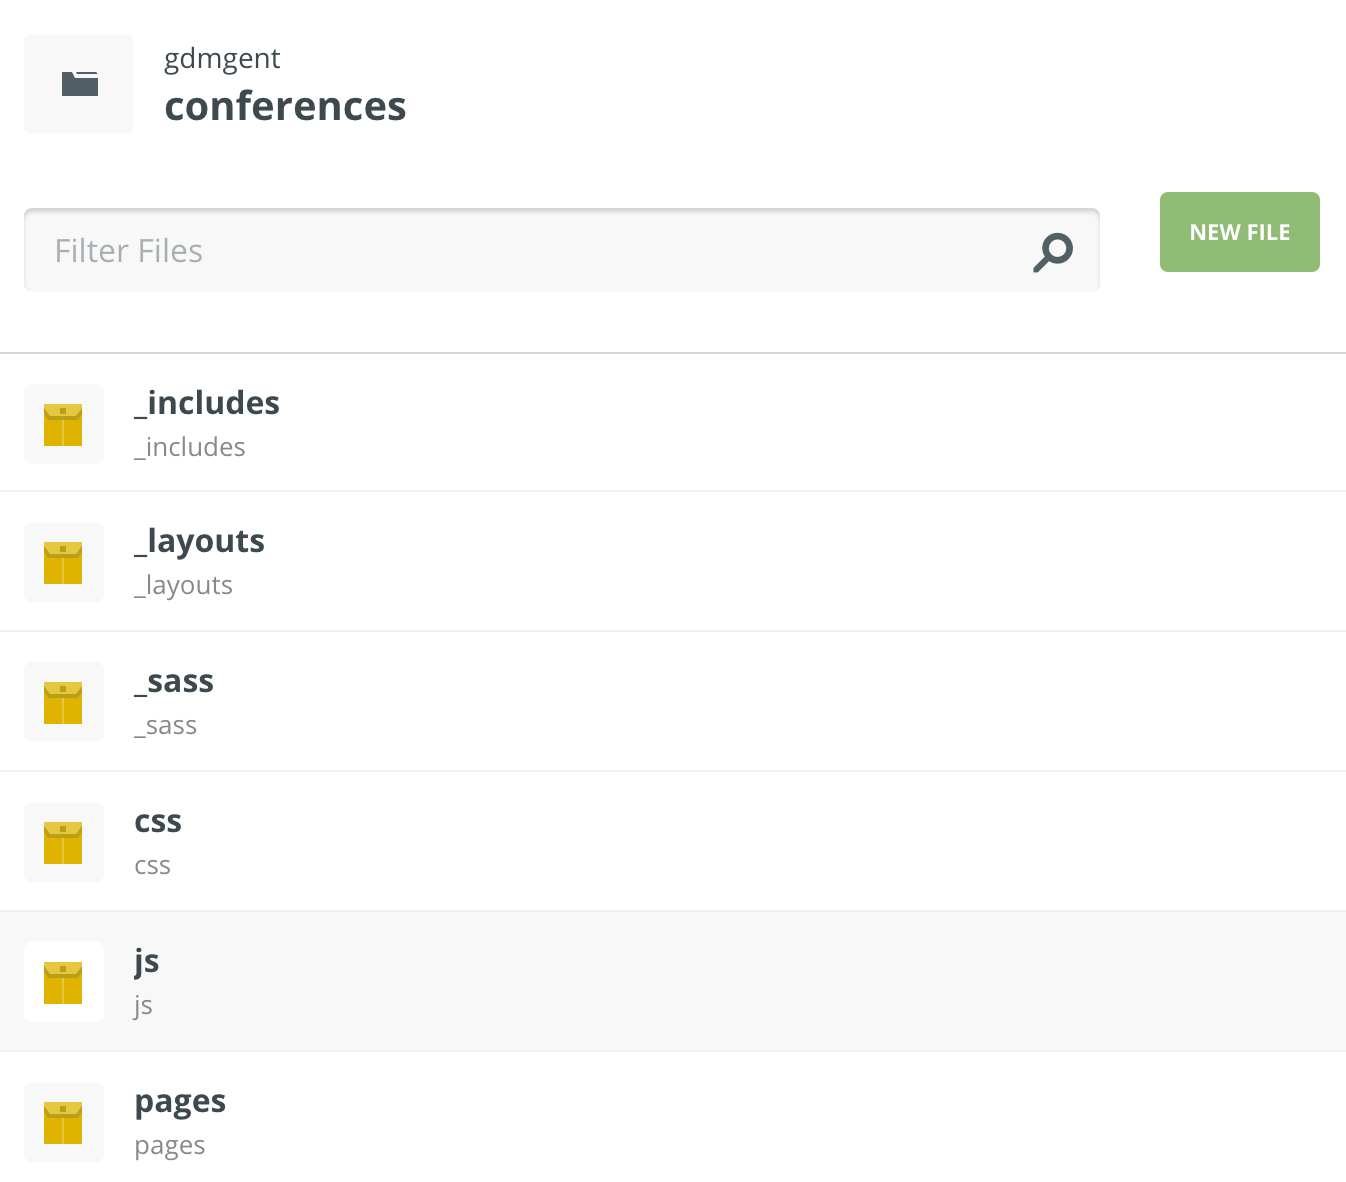 gdmgent
conferences
Filter Files
NEW FILE
_includes
_includes
_layouts
_layouts
_sass
_sass
css
css
js
js
pages
pages